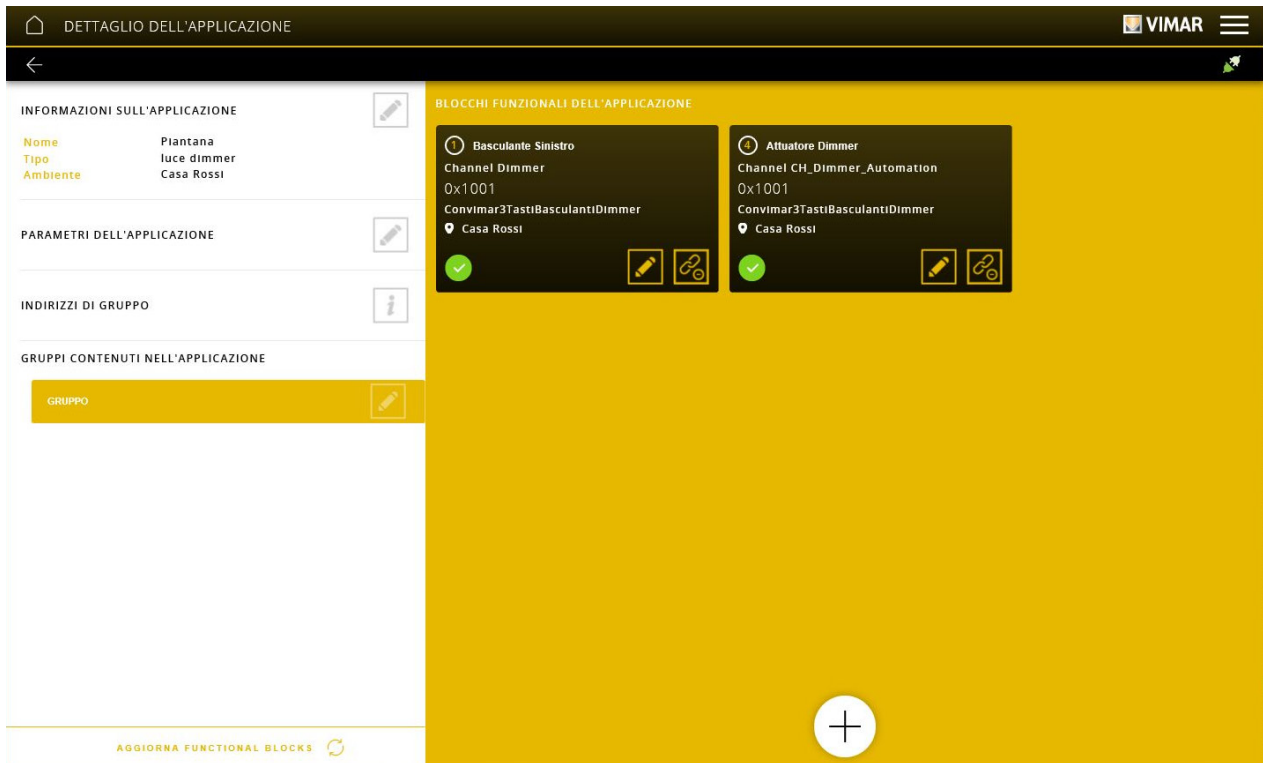 DETTAGLIO DELL'APPLICAZIONE
VIMAR
INFORMAZIONI SULL'APPLICAZIONE
Nome Piantana
Tipo luce dimmer
Ambiente Casa Rossi
PARAMETRI DELL'APPLICAZIONE
INDIRIZZI DI GRUPPO
i
GRUPPI CONTENUTI NELL'APPLICAZIONE
GRUPPO
AGGIORNA FUNCTIONAL BLOCKS
BLOCCHI FUNZIONALI DELL'APPLICAZIONE
1 Basculante Sinistro
Channel Dimmer
0x1001
Convimar3TastiBasculantiDimmer
Casa Rossi
4 Attuatore Dimmer
Channel CH_Dimmer_Automation
0x1001
Convimar3TastiBasculantiDimmer
Casa Rossi